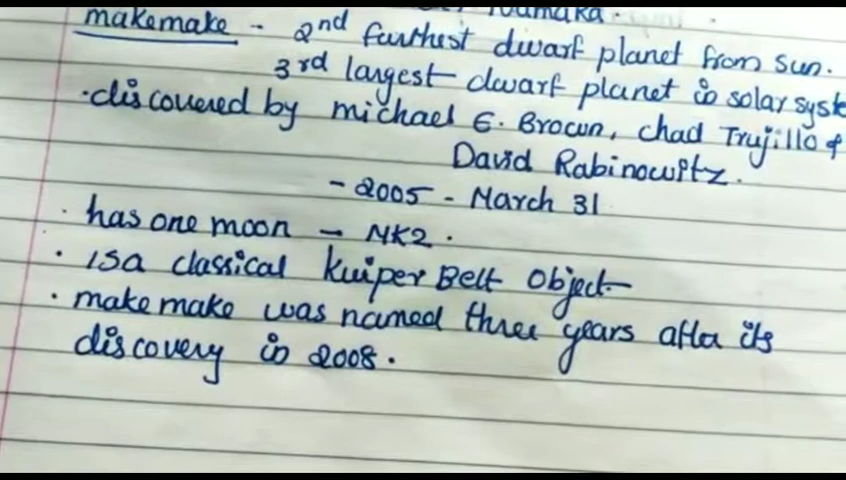 makemake - 2nd furthest dwarf planet from sun.
3rd largest dwarf planet in solar syste
· discovered by michael E. Brown, chad Trujillo &
David Rabinowitz.
- 2005 - March 31
· has one moon - MK2.
· is a classical Kuiper Belt Object
· makemake was named three years after its
discovery in 2008.